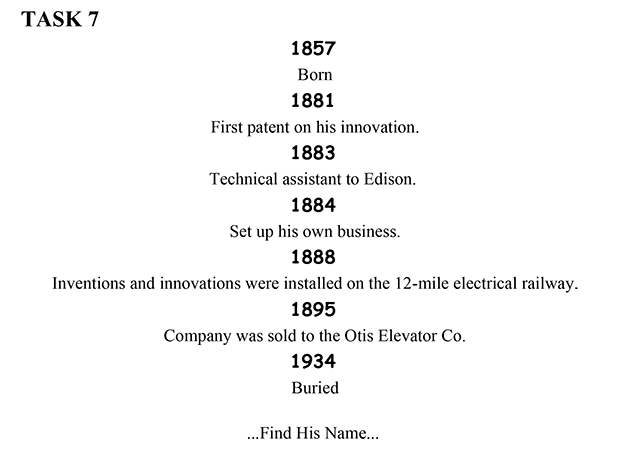 TASK 7
1857
Born
1881
First patent on his innovation.
1883
Technical assistant to Edison.
1884
Set up his own business.
1888
Inventions and innovations were installed on the 12-mile electrical railway.
1895
Company was sold to the Otis Elevator Co.
1934
Buried
...Find His Name...